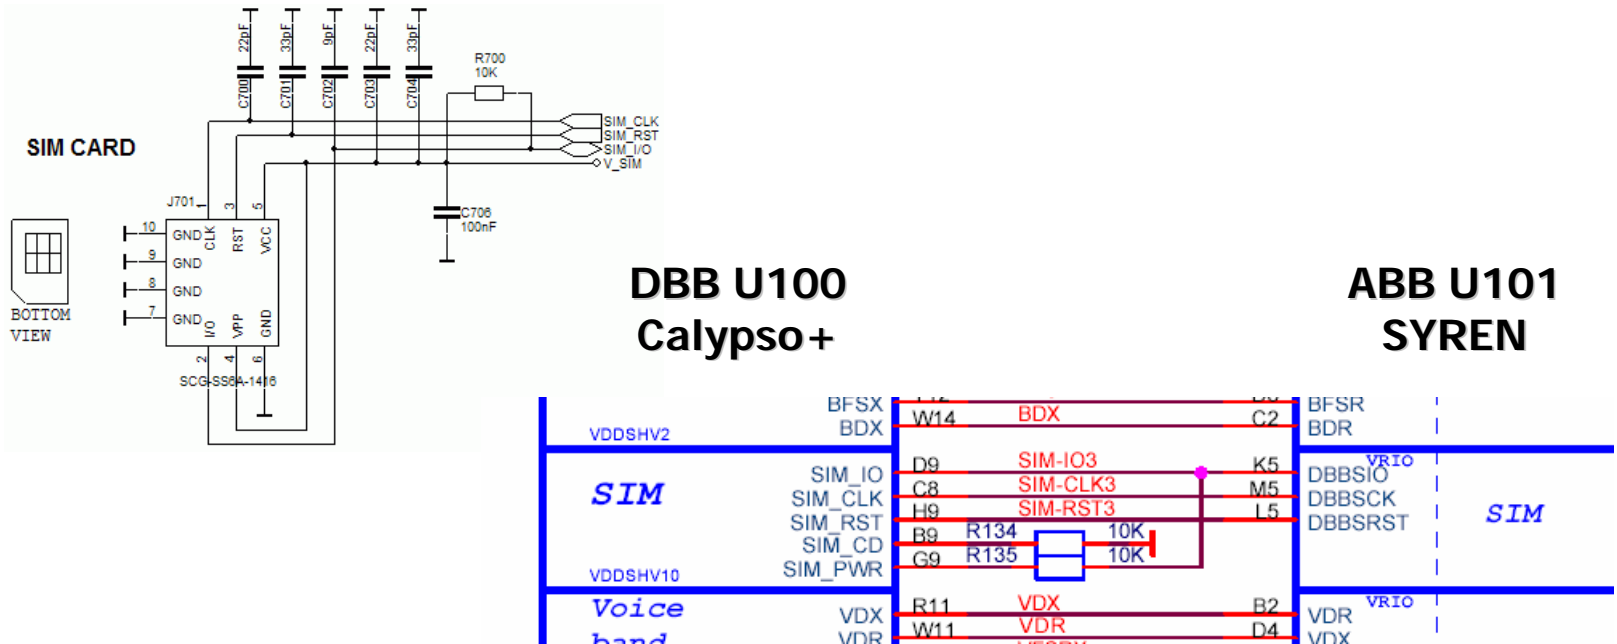 22pF
33pF
9pF
22pF
33pF
C700
C701
C702
C703
C704
R700
10K
SIM_CLK
SIM_RST
SIM_I/O
V_SIM
SIM CARD
J701
1
3
5
C706
100nF
10
GND
CLK
RST
VCC
9
GND
8
GND
7
GND
I/O
VPP
GND
BOTTOM
VIEW
2
4
6
SCG-SS6A-1416
DBB U100
Calypso+
ABB U101
SYREN
BFSX
BFSR
BDX
W14
BDX
C2
BDR
VDDSHV2
SIM
SIM_IO
D9
SIM-IO3
K5
DBBSIO
VRIO
SIM_CLK
C8
SIM-CLK3
M5
DBBSCK
SIM
SIM_RST
H9
SIM-RST3
L5
DBBSRST
SIM_CD
B9
R134
10K
SIM_PWR
G9
R135
10K
VDDSHV10
Voice
VDX
R11
VDX
B2
VDR
VRIO
band
VDR
W11
VDR
D4
VDX